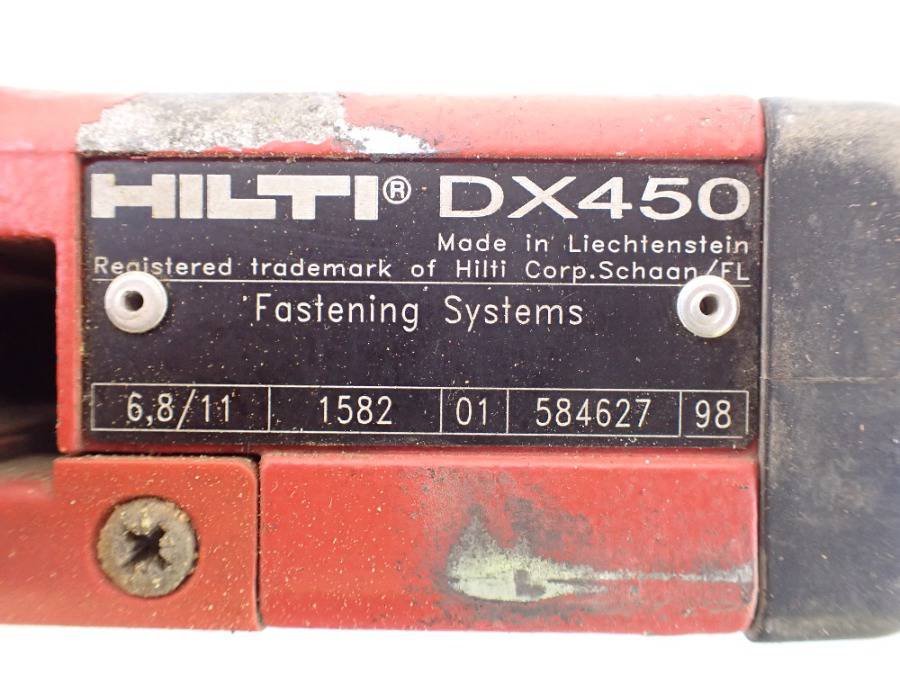 HILTI® DX450
Made in Liechtenstein
Registered trademark of Hilti Corp.Schaan/FL
Fastening Systems
6,8/11 1582 01 584627 98